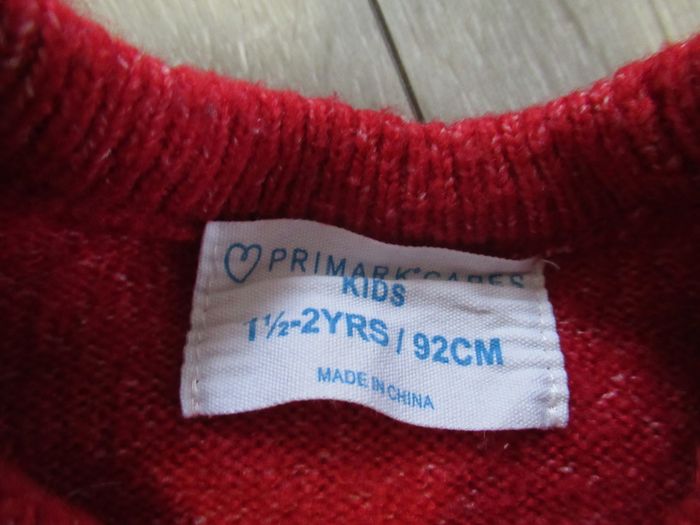 PRIMARK® CARES
KIDS
1½-2YRS / 92CM
MADE IN CHINA